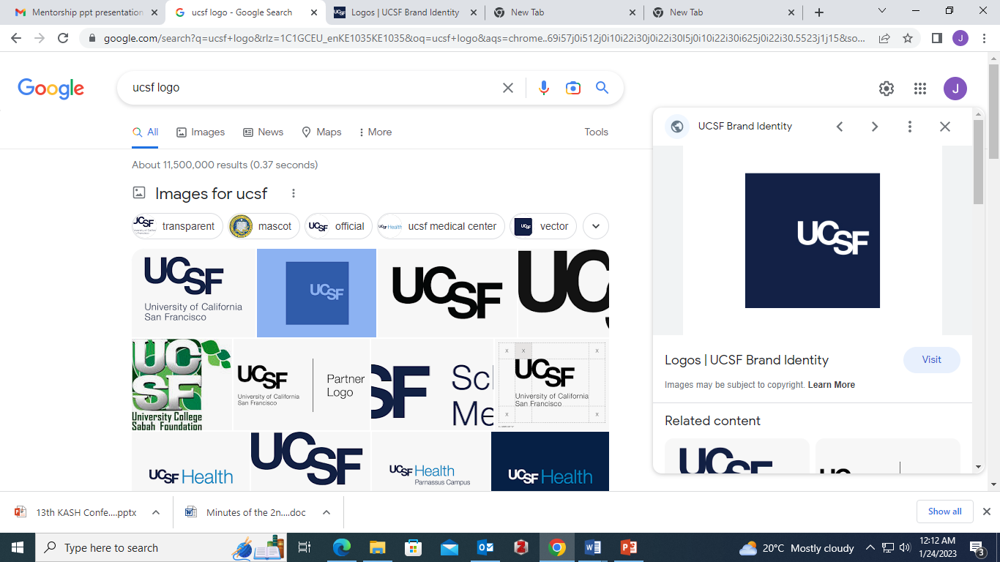 Mentorship ppt presentation
ucsf logo - Google Search
Logos | UCSF Brand Identity
New Tab
New Tab
google.com/search?q=ucsf+logo&rlz=1C1GCEU_enKE1035KE1035&oq=ucsf+logo&aqs=chrome..69i57j0i512j0i10i22i30j0i22i30l5j0i10i22i30i625j0i22i30.5523j1j15&so...
J
Google
ucsf logo
J
All
Images
News
Maps
More
Tools
About 11,500,000 results (0.37 seconds)
Images for ucsf
UCSF
transparent
mascot
UCSF
official
UCSF Health
ucsf medical center
UCSF
vector
UCSF
University of California
San Francisco
UCSF
UCSF
UC
UCSF
University College
Sabah Foundation
UCSF
University of California
San Francisco
Partner
Logo
SF
Sc
Me
x x x
UCSF
University of California
San Francisco
x x
UCSF Health
UCSF
UCSF Health
Parnassus Campus
UCSF Health
UCSF Brand Identity
UCSF
Logos | UCSF Brand Identity
Visit
Images may be subject to copyright. Learn More
Related content
UCSF
13th KASH Confe....pptx
Minutes of the 2n....doc
Show all
Type here to search
20°C Mostly cloudy
12:12 AM
1/24/2023
3